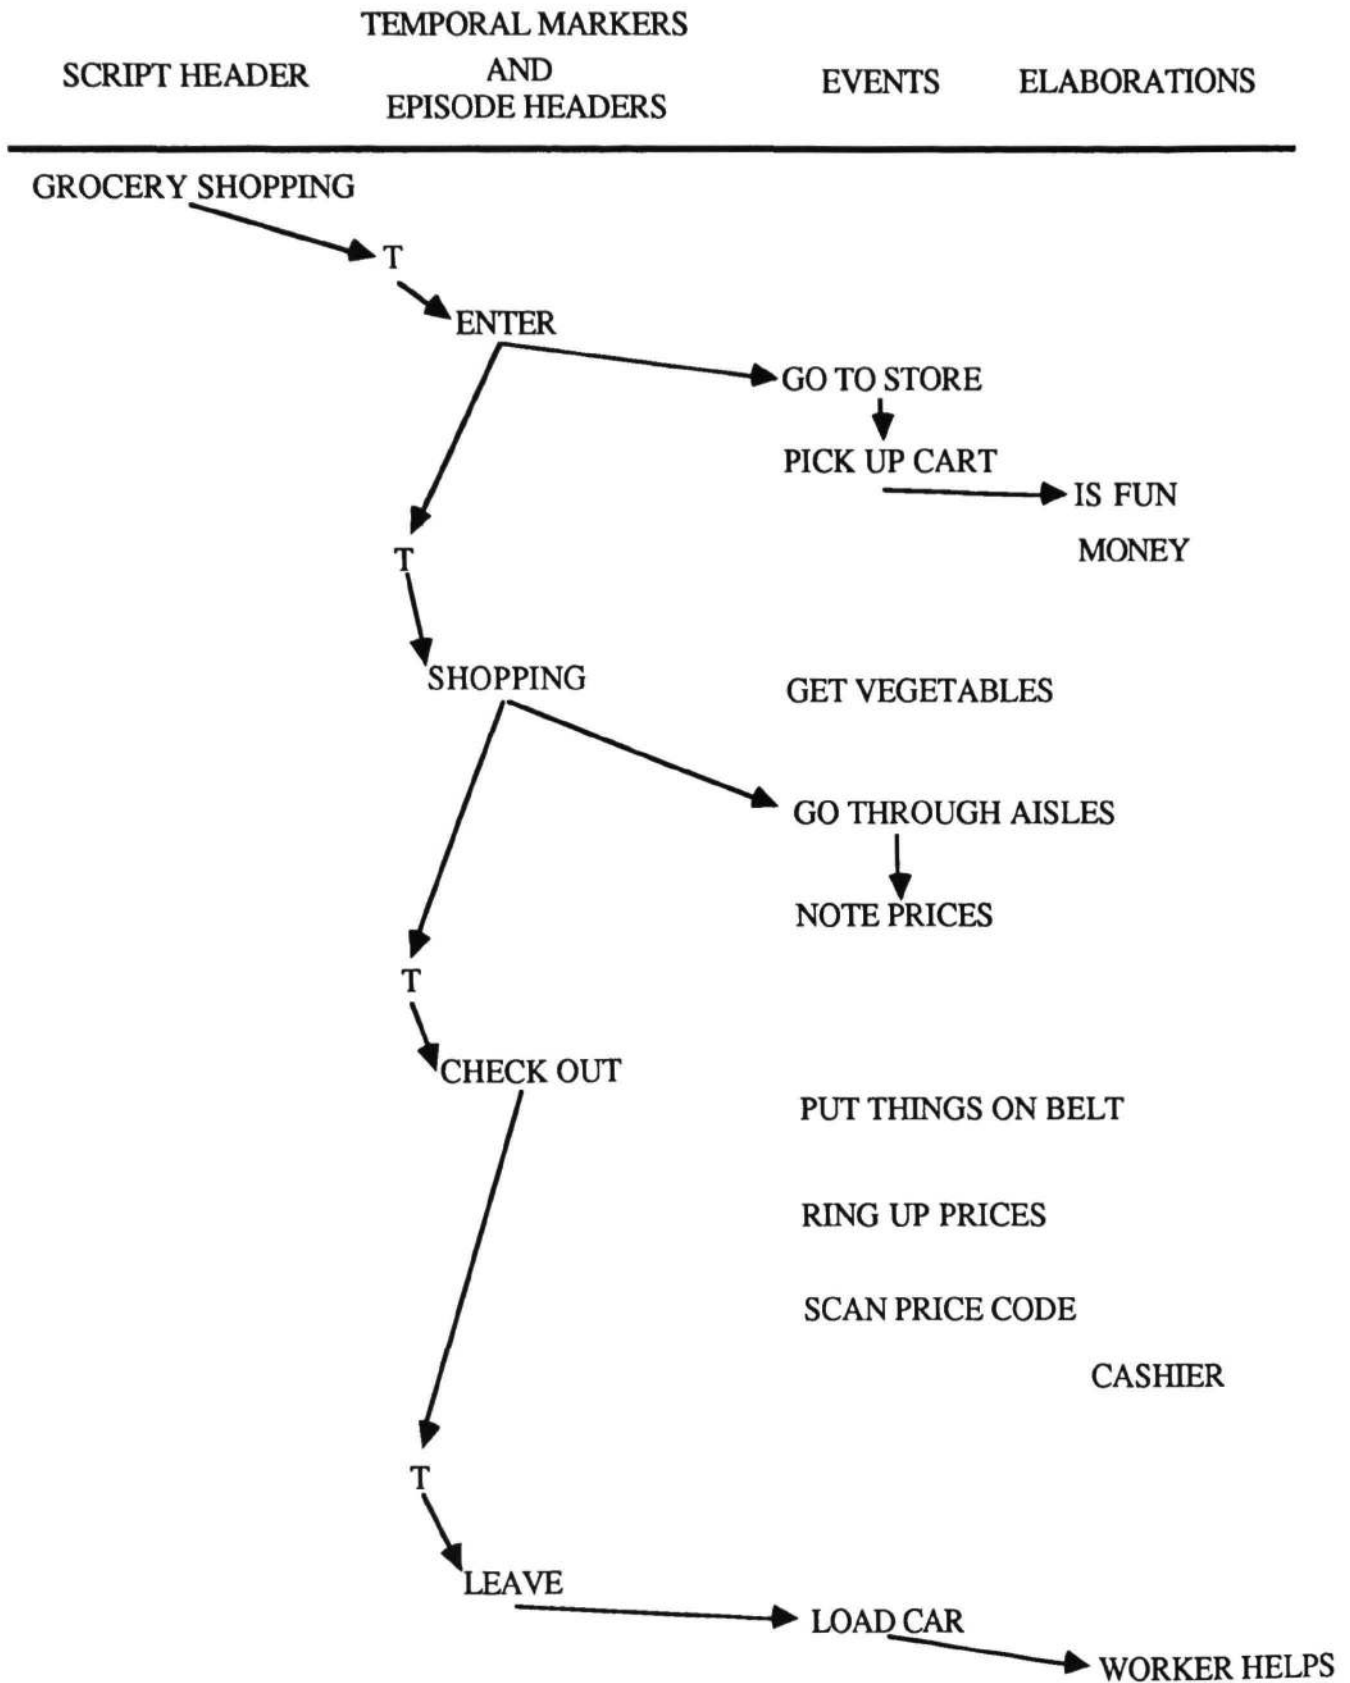 TEMPORAL MARKERS
AND
EPISODE HEADERS
SCRIPT HEADER
EVENTS
ELABORATIONS
GROCERY SHOPPING
T
ENTER
GO TO STORE
PICK UP CART
IS FUN
MONEY
T
SHOPPING
GET VEGETABLES
GO THROUGH AISLES
NOTE PRICES
T
CHECK OUT
PUT THINGS ON BELT
RING UP PRICES
SCAN PRICE CODE
CASHIER
T
LEAVE
LOAD CAR
WORKER HELPS